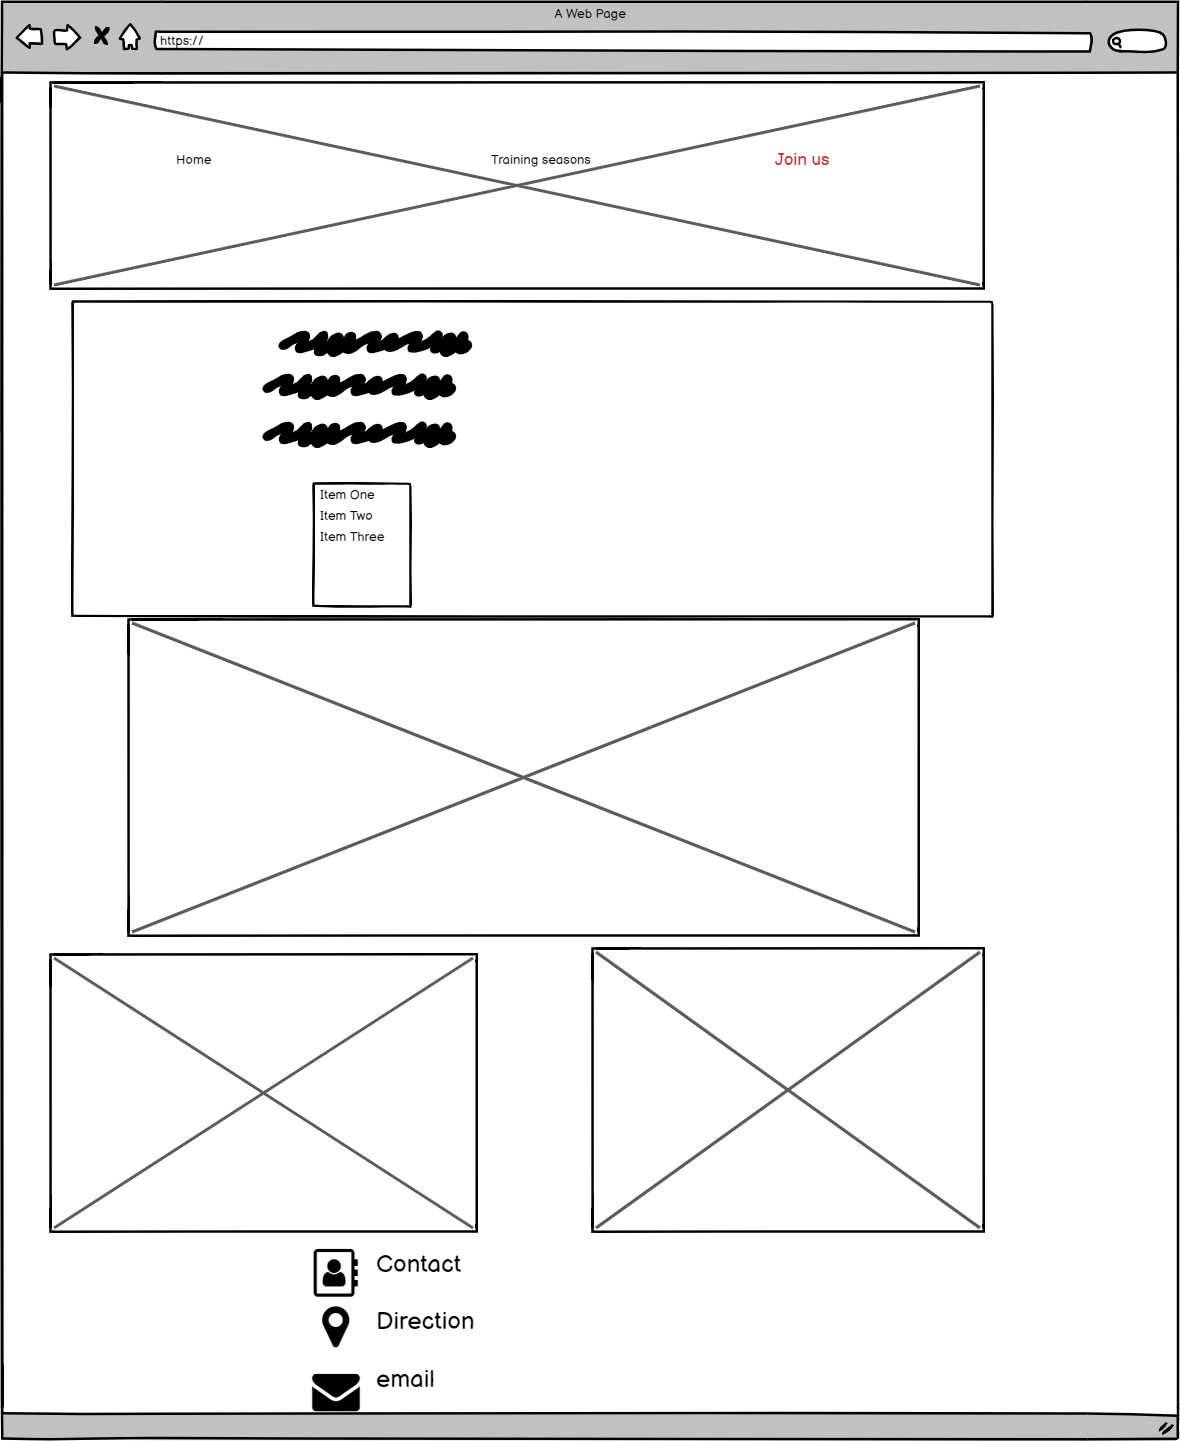 A Web Page
https://
Home
Training seasons
Join us
Item One
Item Two
Item Three
Contact
Direction
email